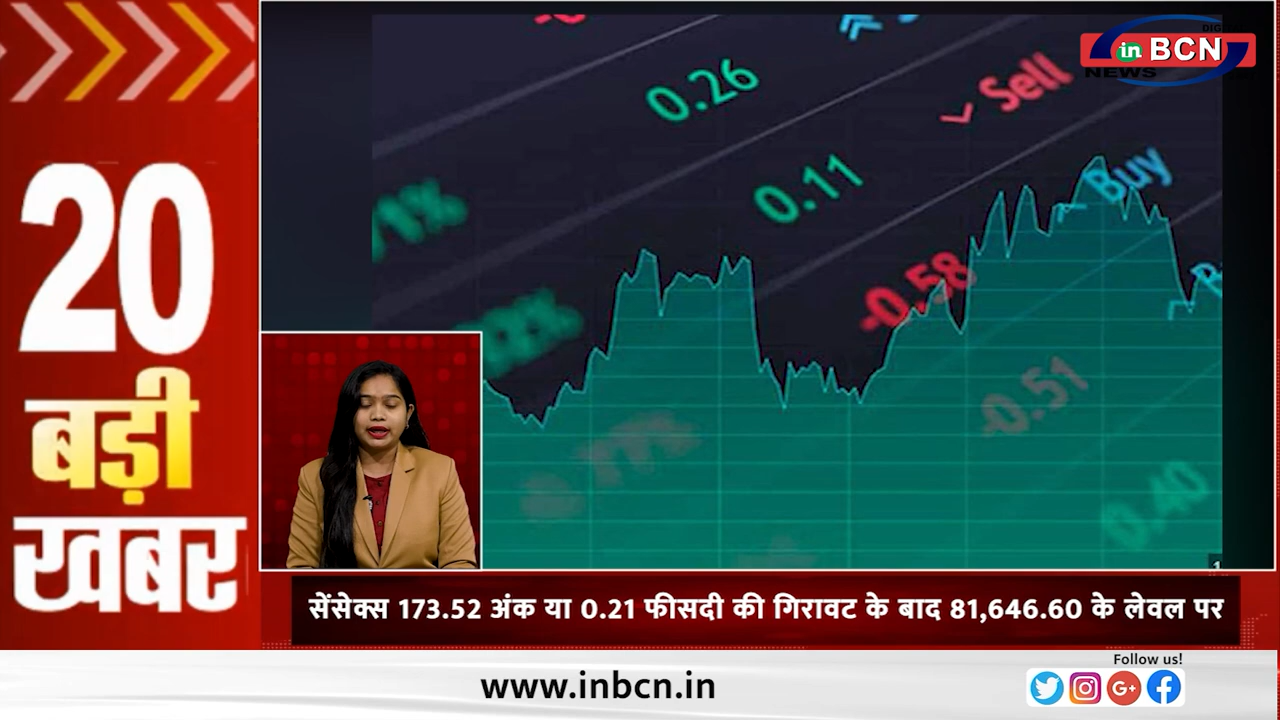 20
बड़ी
खबर
0.26
Sell
0.11
Buy
-0.58
-0.51
0.40
in BCN
NEWS
सेंसेक्स 173.52 अंक या 0.21 फीसदी की गिरावट के बाद 81,646.60 के लेवल पर
Follow us!
www.inbcn.in